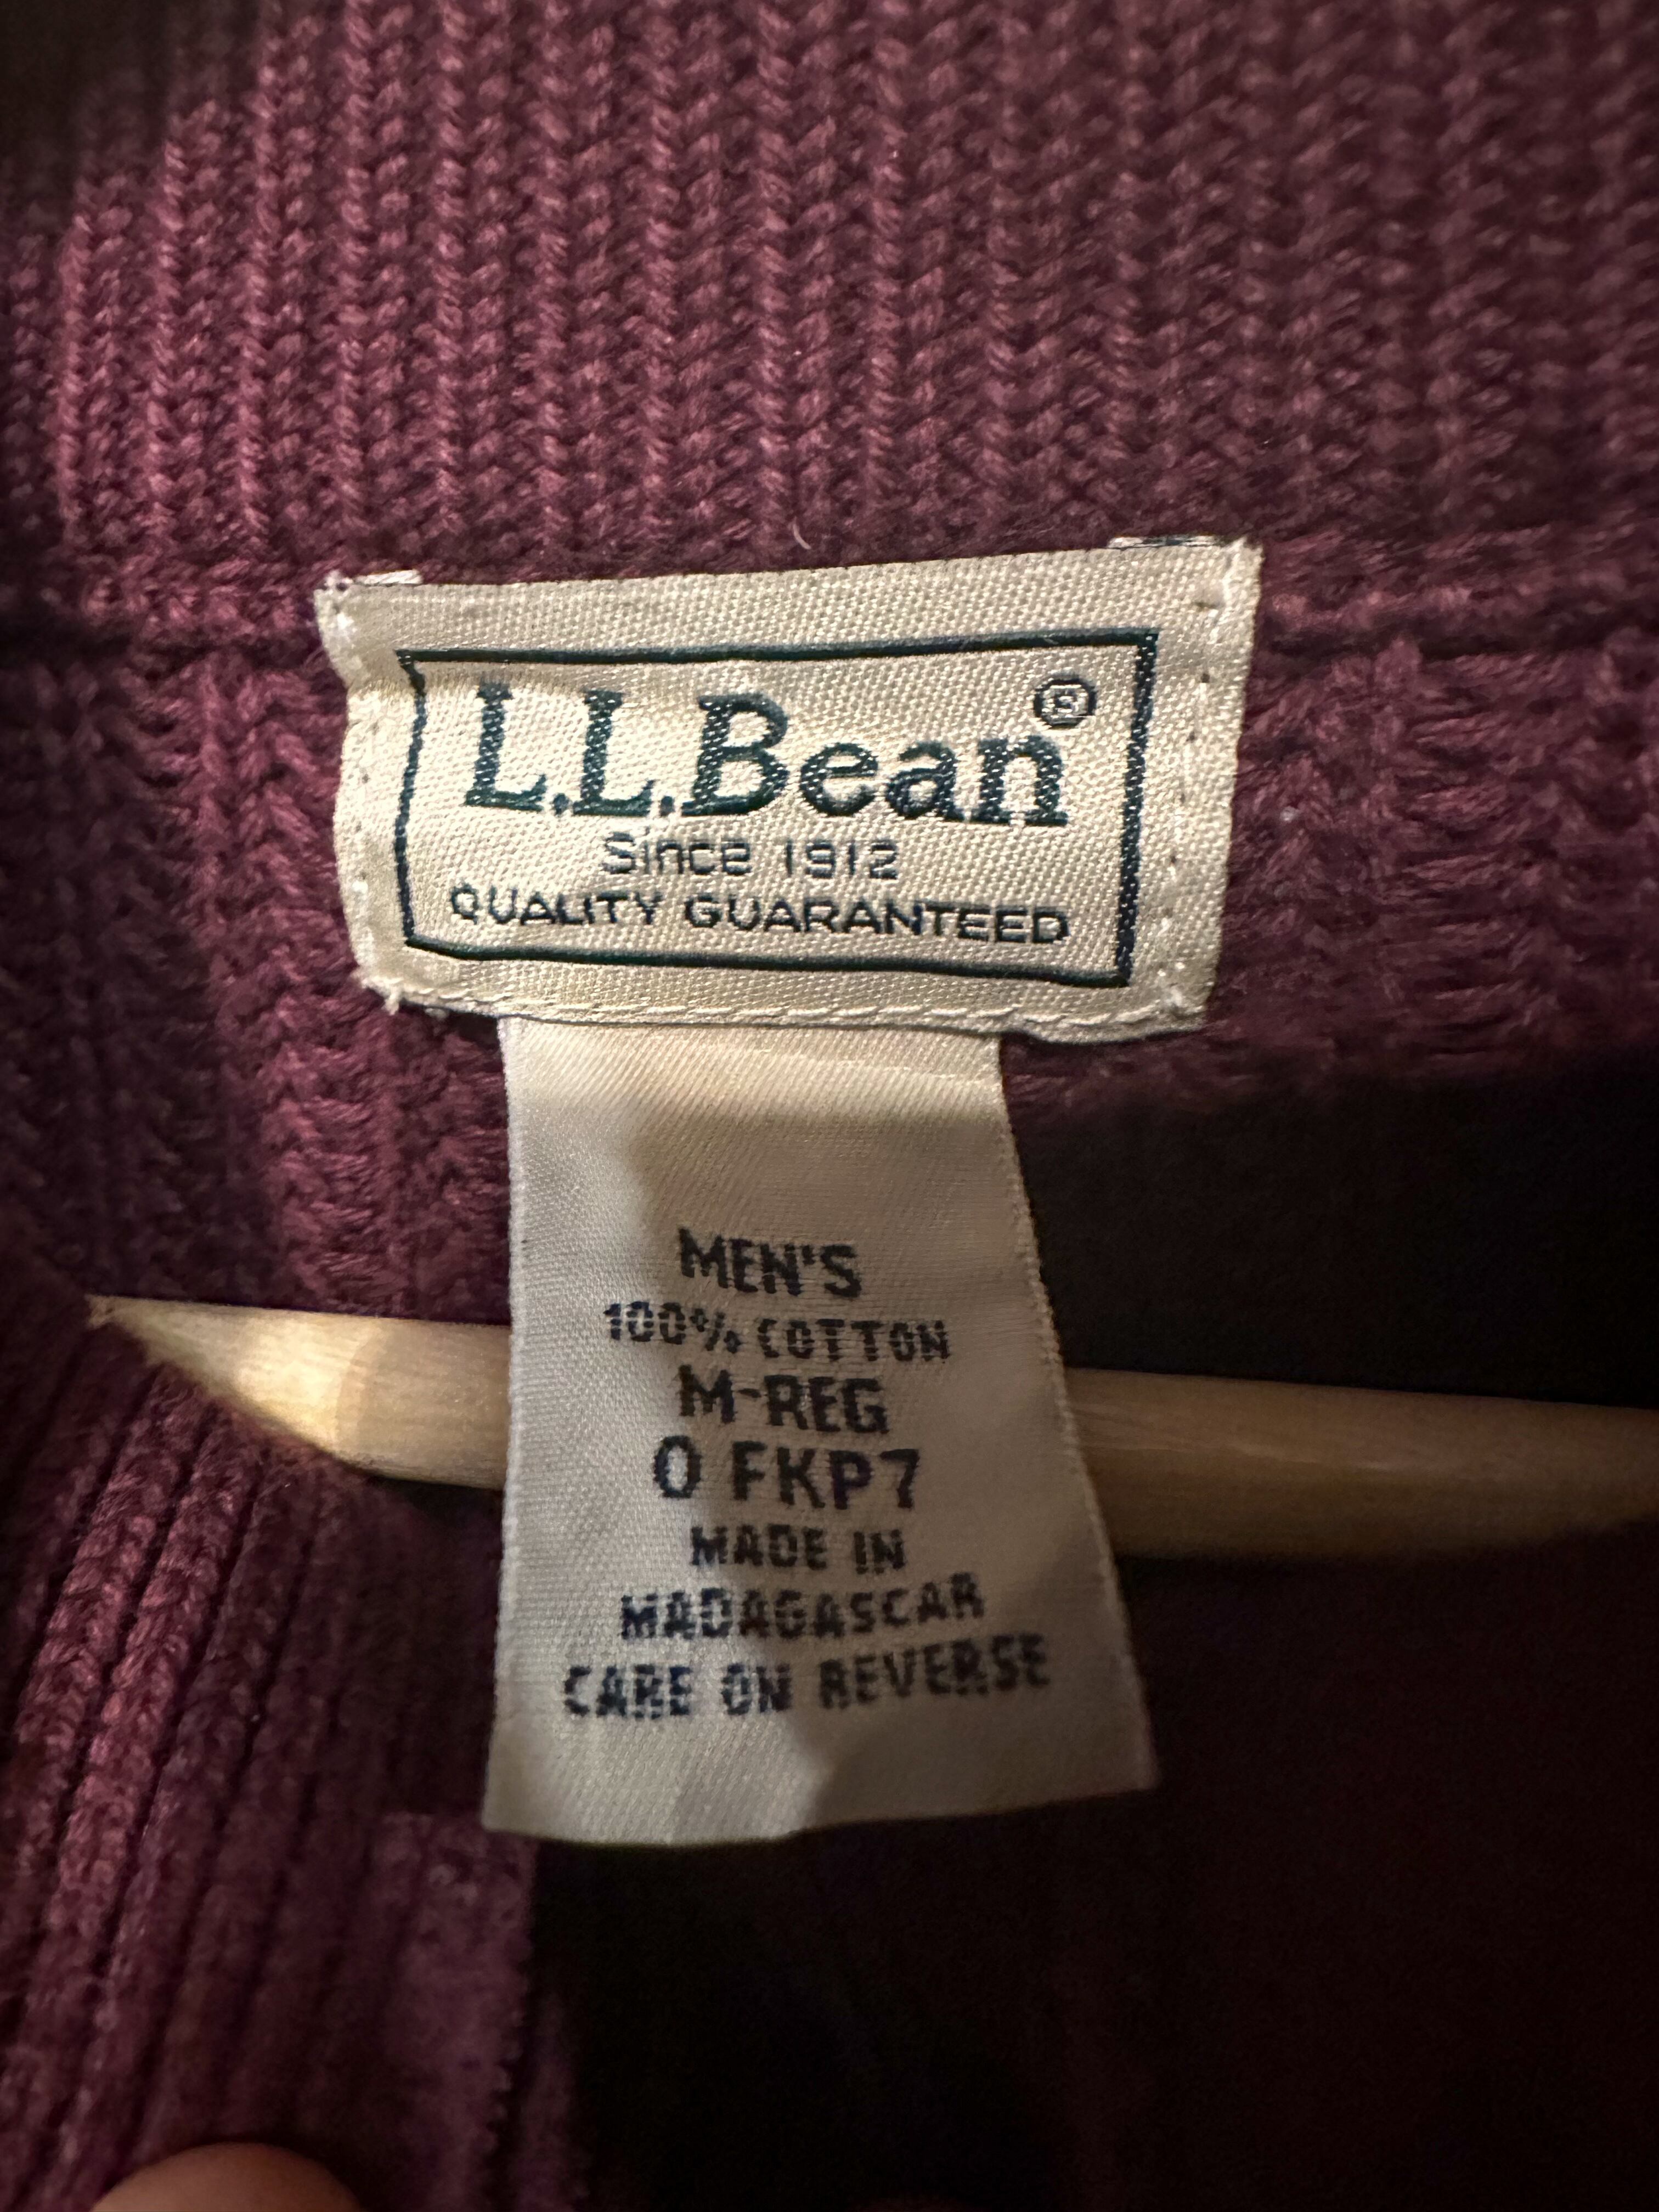 L.L.Bean®
Since 1912
QUALITY GUARANTEED
MEN'S
100% COTTON
M-REG
0 FKP7
MADE IN
MADAGASCAR
CARE ON REVERSE